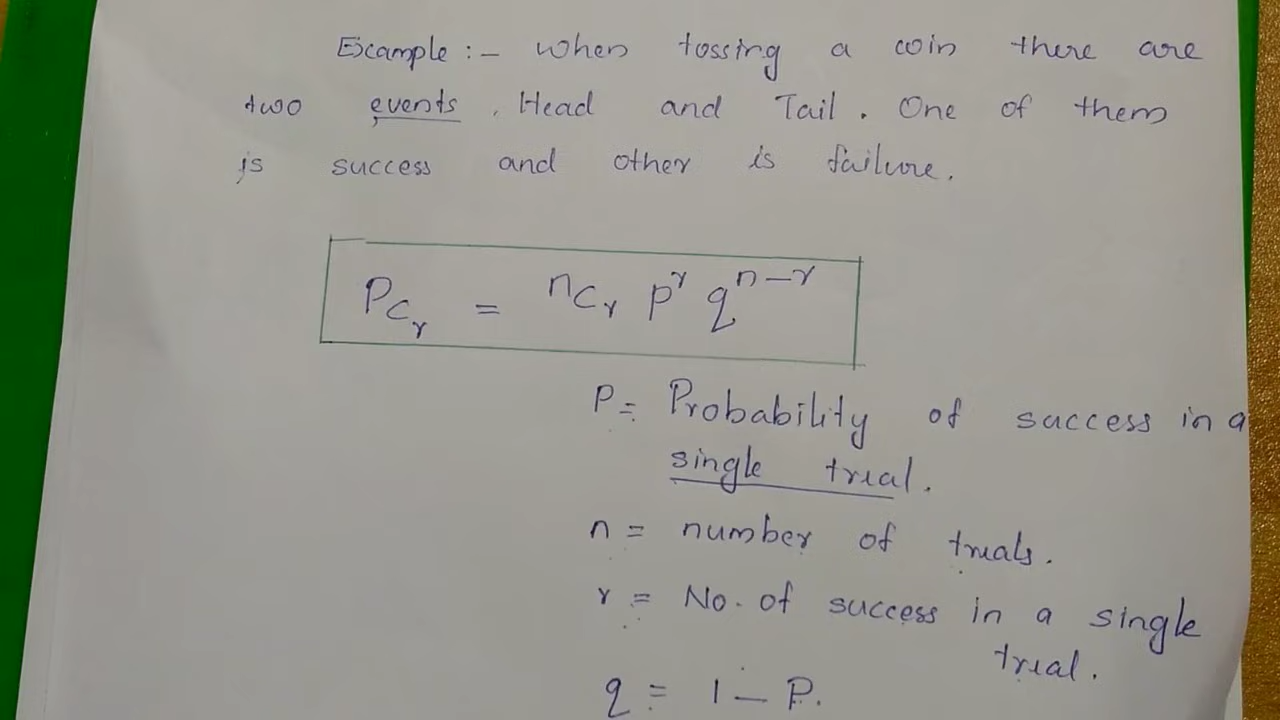 Example :- When tossing a coin there are
two events, Head and Tail. One of them
is success and other is failure.
PCᵣ = ⁿCᵣ pʳ qⁿ⁻ʳ
P = Probability of success in a
single trial.
n = number of trials.
r = No. of success in a single
trial.
q = 1 - P.